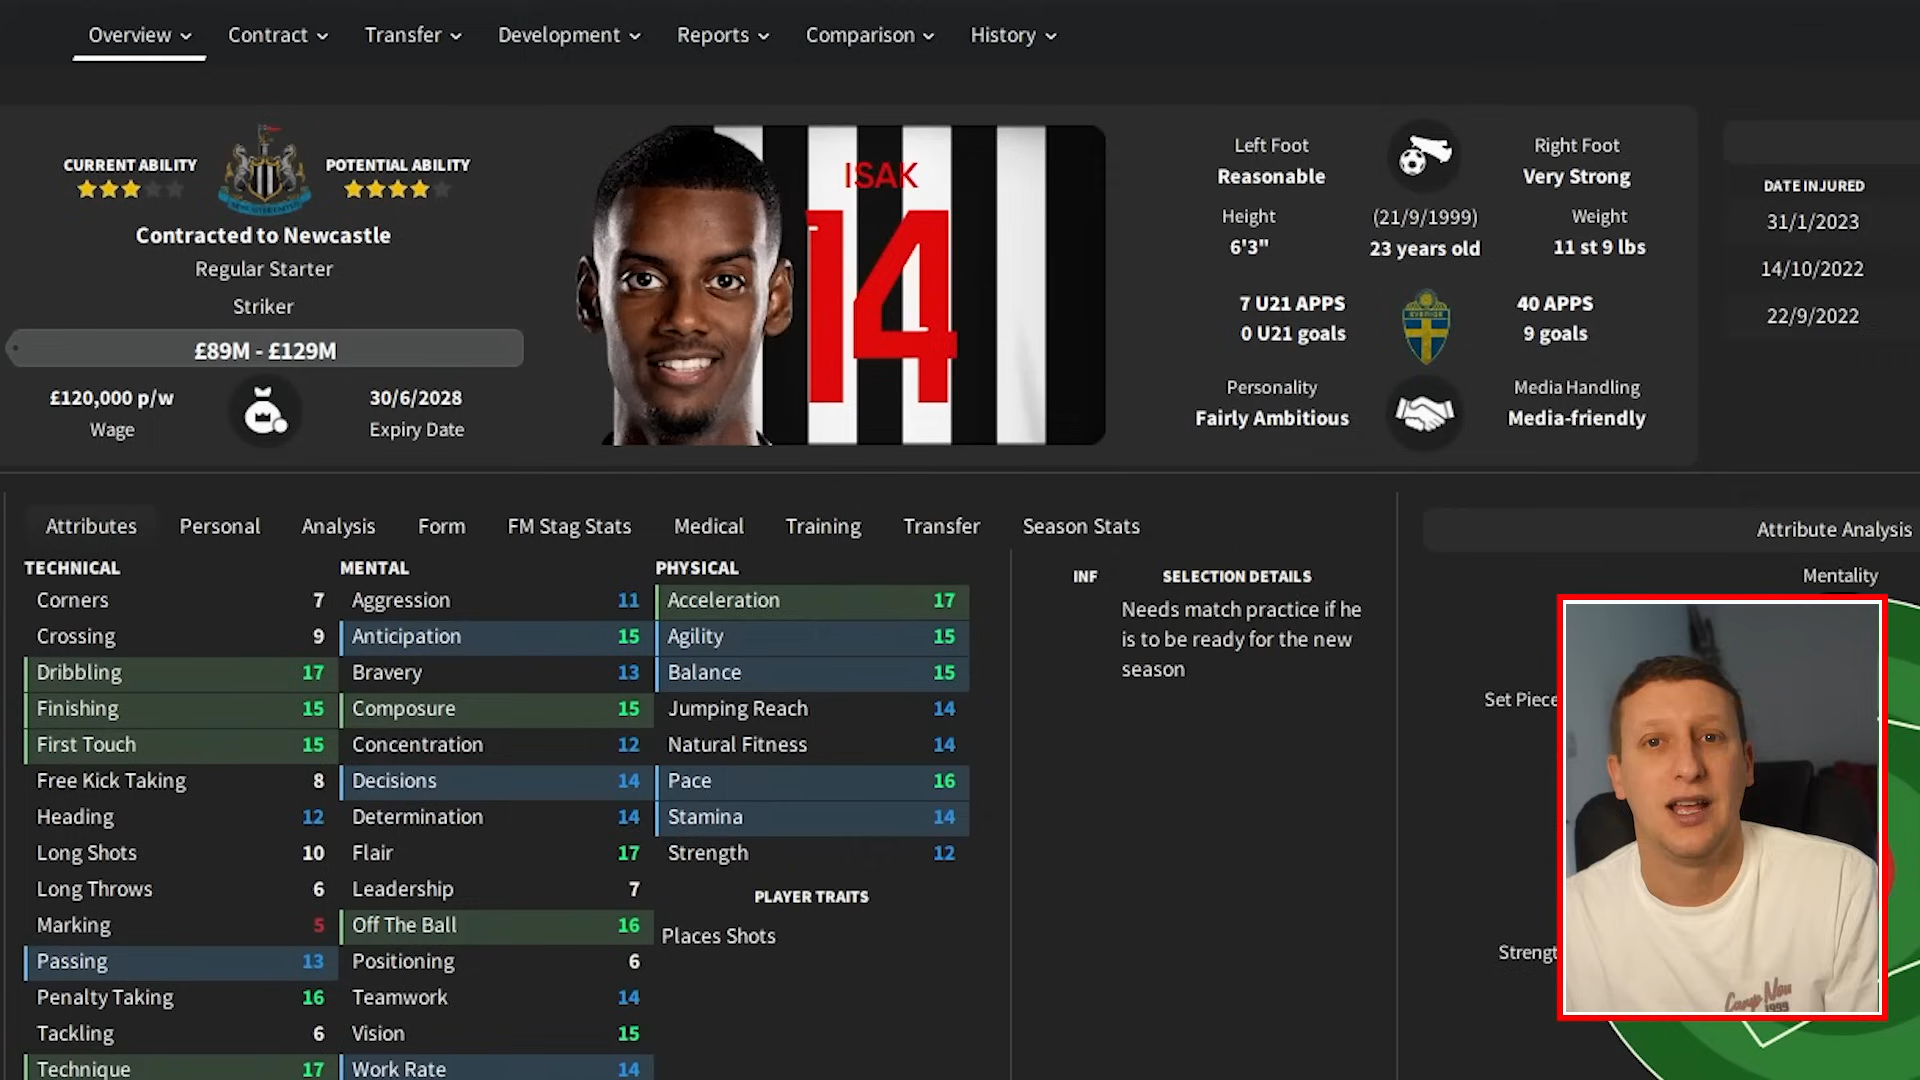 Overview Contract Transfer Development Reports Comparison History
CURRENT ABILITY
POTENTIAL ABILITY
Contracted to Newcastle
Regular Starter
Striker
£89M - £129M
£120,000 p/w
Wage
30/6/2028
Expiry Date
ISAK
14
Left Foot
Reasonable
Right Foot
Very Strong
Height
6'3"
(21/9/1999)
23 years old
Weight
11 st 9 lbs
7 U21 APPS
0 U21 goals
40 APPS
9 goals
Personality
Fairly Ambitious
Media Handling
Media-friendly
DATE INJURED
31/1/2023
14/10/2022
22/9/2022
Attributes Personal Analysis Form FM Stag Stats Medical Training Transfer Season Stats
TECHNICAL
Corners 7
Crossing 9
Dribbling 17
Finishing 15
First Touch 15
Free Kick Taking 8
Heading 12
Long Shots 10
Long Throws 6
Marking 5
Passing 13
Penalty Taking 16
Tackling 6
Technique 17
MENTAL
Aggression 11
Anticipation 15
Bravery 13
Composure 15
Concentration 12
Decisions 14
Determination 14
Flair 17
Leadership 7
Off The Ball 16
Positioning 6
Teamwork 14
Vision 15
Work Rate 14
PHYSICAL
Acceleration 17
Agility 15
Balance 15
Jumping Reach 14
Natural Fitness 14
Pace 16
Stamina 14
Strength 12
PLAYER TRAITS
Places Shots
INF SELECTION DETAILS
Needs match practice if he
is to be ready for the new
season
Attribute Analysis
Mentality
Set Piece
Strengt
Camp Nou
1999